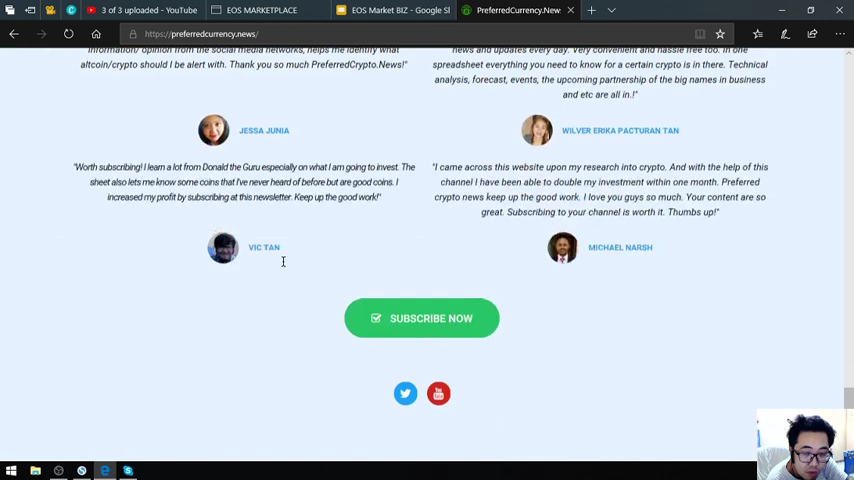 3 of 3 uploaded - YouTube
EOS MARKETPLACE
EOS Market BIZ - Google Sl
PreferredCurrency.News
https://preferredcurrency.news/
information/ opinion from the social media networks, helps me identify what
altcoin/crypto should I be alert with. Thank you so much PreferredCrypto.News!"
JESSA JUNIA
news and updates every day. Very convenient and hassle free too. In one
spreadsheet everything you need to know for a certain crypto is in there. Technical
analysis, forecast, events, the upcoming partnership of the big names in business
and etc are all in.!"
WILVER ERIKA PACTURAN TAN
"Worth subscribing! I learn a lot from Donald the Guru especially on what I am going to invest. The
sheet also lets me know some coins that I've never heard of before but are good coins. I
increased my profit by subscribing at this newsletter. Keep up the good work!"
VIC TAN
"I came across this website upon my research into crypto. And with the help of this
channel I have been able to double my investment within one month. Preferred
crypto news keep up the good work. I love you guys so much. Your content are so
great. Subscribing to your channel is worth it. Thumbs up!"
MICHAEL NARSH
SUBSCRIBE NOW